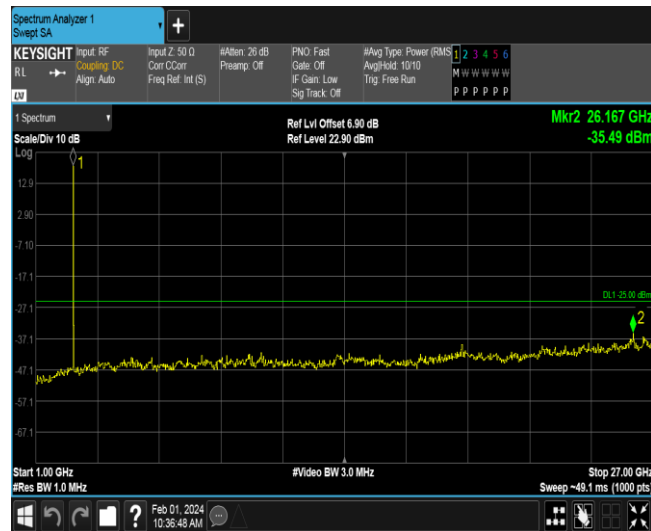 Spectrum Analyzer 1
Swept SA
+
KEYSIGHT
RL
LXI
Input: RF
Coupling: DC
Align: Auto
Input Z: 50 Ω
Corr CCorr
Freq Ref: Int (S)
#Atten: 26 dB
Preamp: Off
PNO: Fast
Gate: Off
IF Gain: Low
Sig Track: Off
#Avg Type: Power (RMS
Avg|Hold: 10/10
Trig: Free Run
1 2 3 4 5 6
M W W W W W
P P P P P P
1 Spectrum
Scale/Div 10 dB
Ref Lvl Offset 6.90 dB
Ref Level 22.90 dBm
Mkr2 26.167 GHz
-35.49 dBm
Log
1
12.9
2.90
-7.10
-17.1
DL1 -25.00 dBm
-27.1
2
-37.1
-47.1
-57.1
-67.1
Start 1.00 GHz
#Video BW 3.0 MHz
Stop 27.00 GHz
#Res BW 1.0 MHz
Sweep ~49.1 ms (1000 pts)
?
Feb 01, 2024
10:36:48 AM